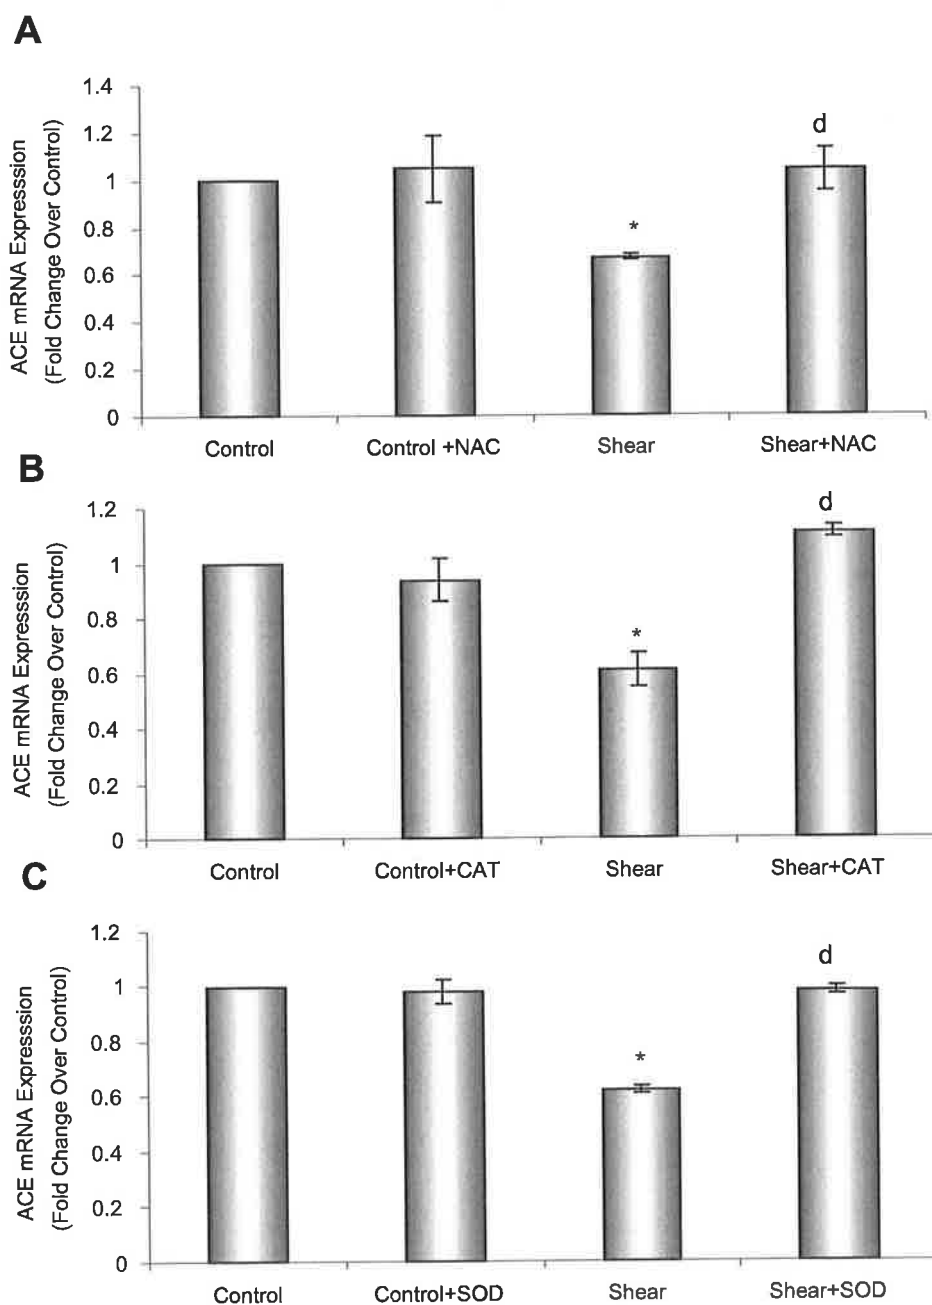 A
ACE mRNA Expresssion
(Fold Change Over Control)
1.4
1.2
1
0.8
0.6
0.4
0.2
0
*
d
Control
Control +NAC
Shear
Shear+NAC
B
ACE mRNA Expresssion
(Fold Change Over Control)
1.2
1
0.8
0.6
0.4
0.2
0
*
d
Control
Control+CAT
Shear
Shear+CAT
C
ACE mRNA Expresssion
(Fold Change Over Control)
1.2
1
0.8
0.6
0.4
0.2
0
*
d
Control
Control+SOD
Shear
Shear+SOD